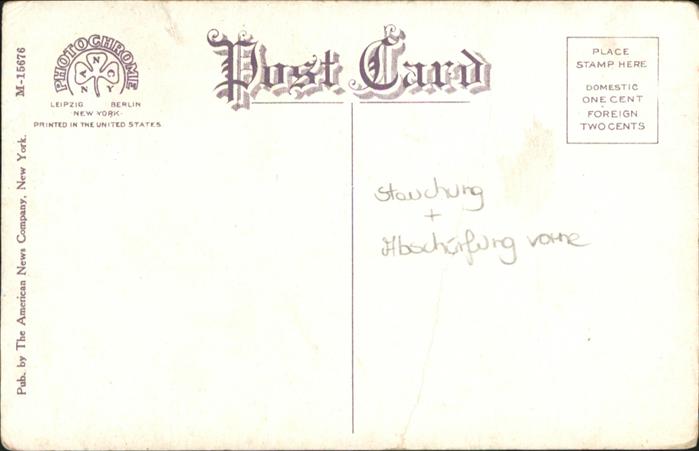 PHOTOCHROME
ANCY
LEIPZIG BERLIN
·NEW YORK·
PRINTED IN THE UNITED STATES
Post Card
PLACE
STAMP HERE
DOMESTIC
ONE CENT
FOREIGN
TWO CENTS
M-15676
Pub. by The American News Company, New York.
Stauchung
+
Abschürfung vorne